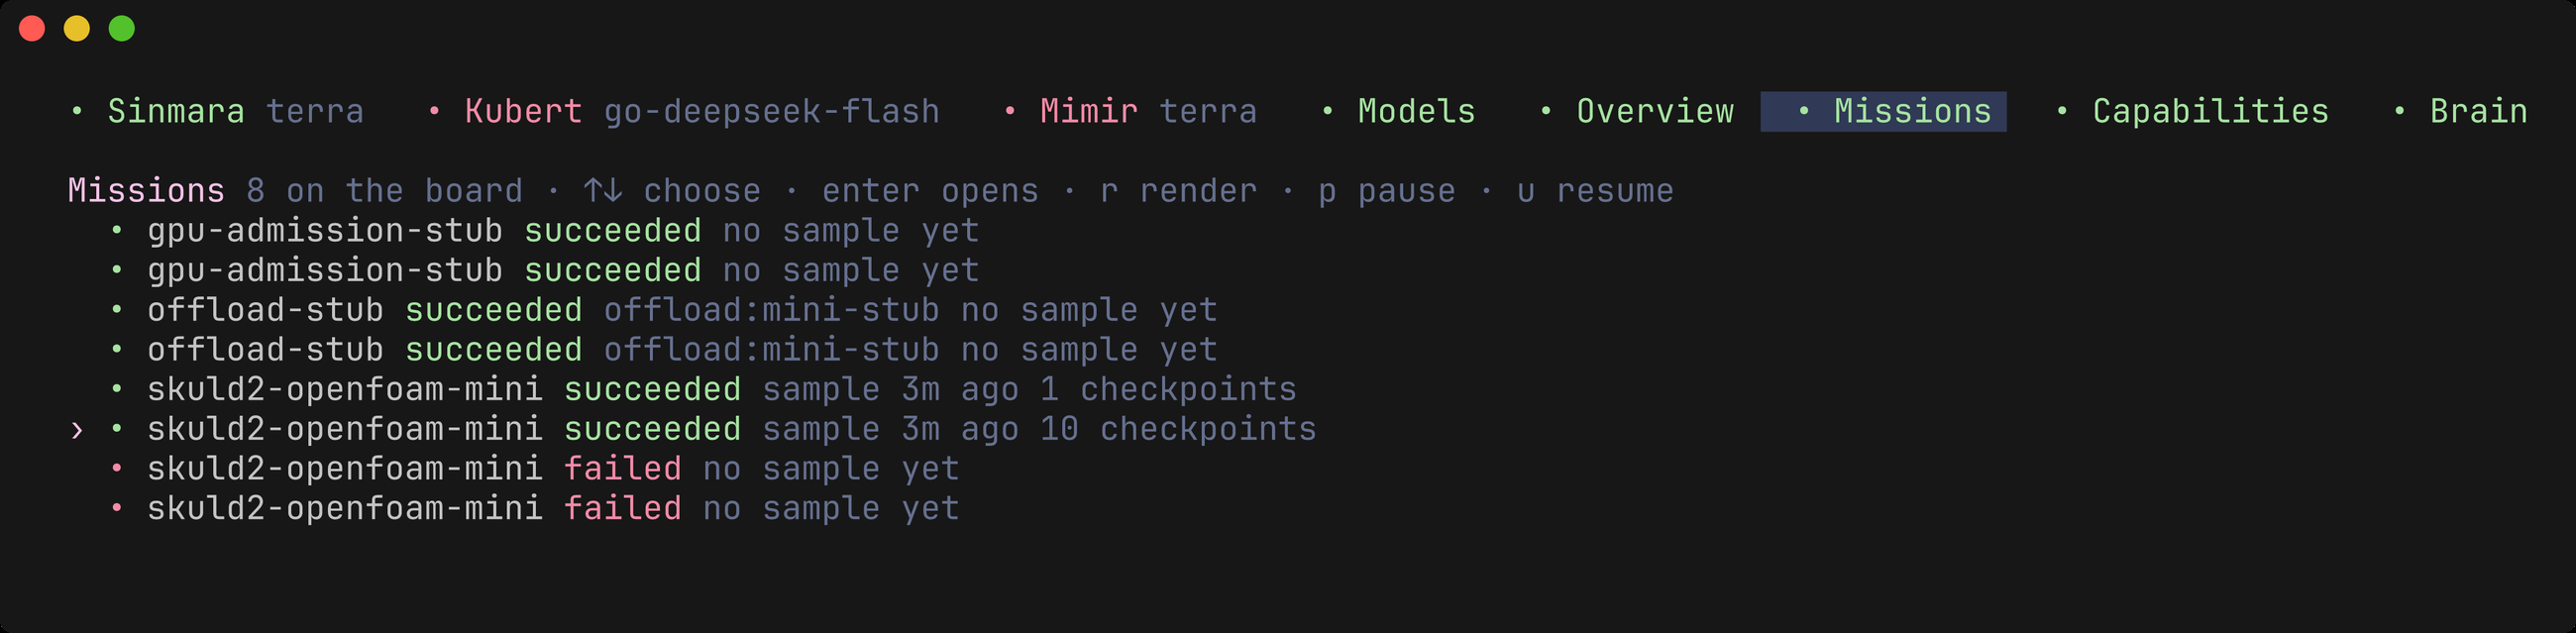 • Sinmara terra • Kubert go-deepseek-flash • Mimir terra • Models • Overview • Missions • Capabilities • Brain
Missions 8 on the board · ↑↓ choose · enter opens · r render · p pause · u resume
• gpu-admission-stub succeeded no sample yet
• gpu-admission-stub succeeded no sample yet
• offload-stub succeeded offload:mini-stub no sample yet
• offload-stub succeeded offload:mini-stub no sample yet
• skuld2-openfoam-mini succeeded sample 3m ago 1 checkpoints
› • skuld2-openfoam-mini succeeded sample 3m ago 10 checkpoints
• skuld2-openfoam-mini failed no sample yet
• skuld2-openfoam-mini failed no sample yet